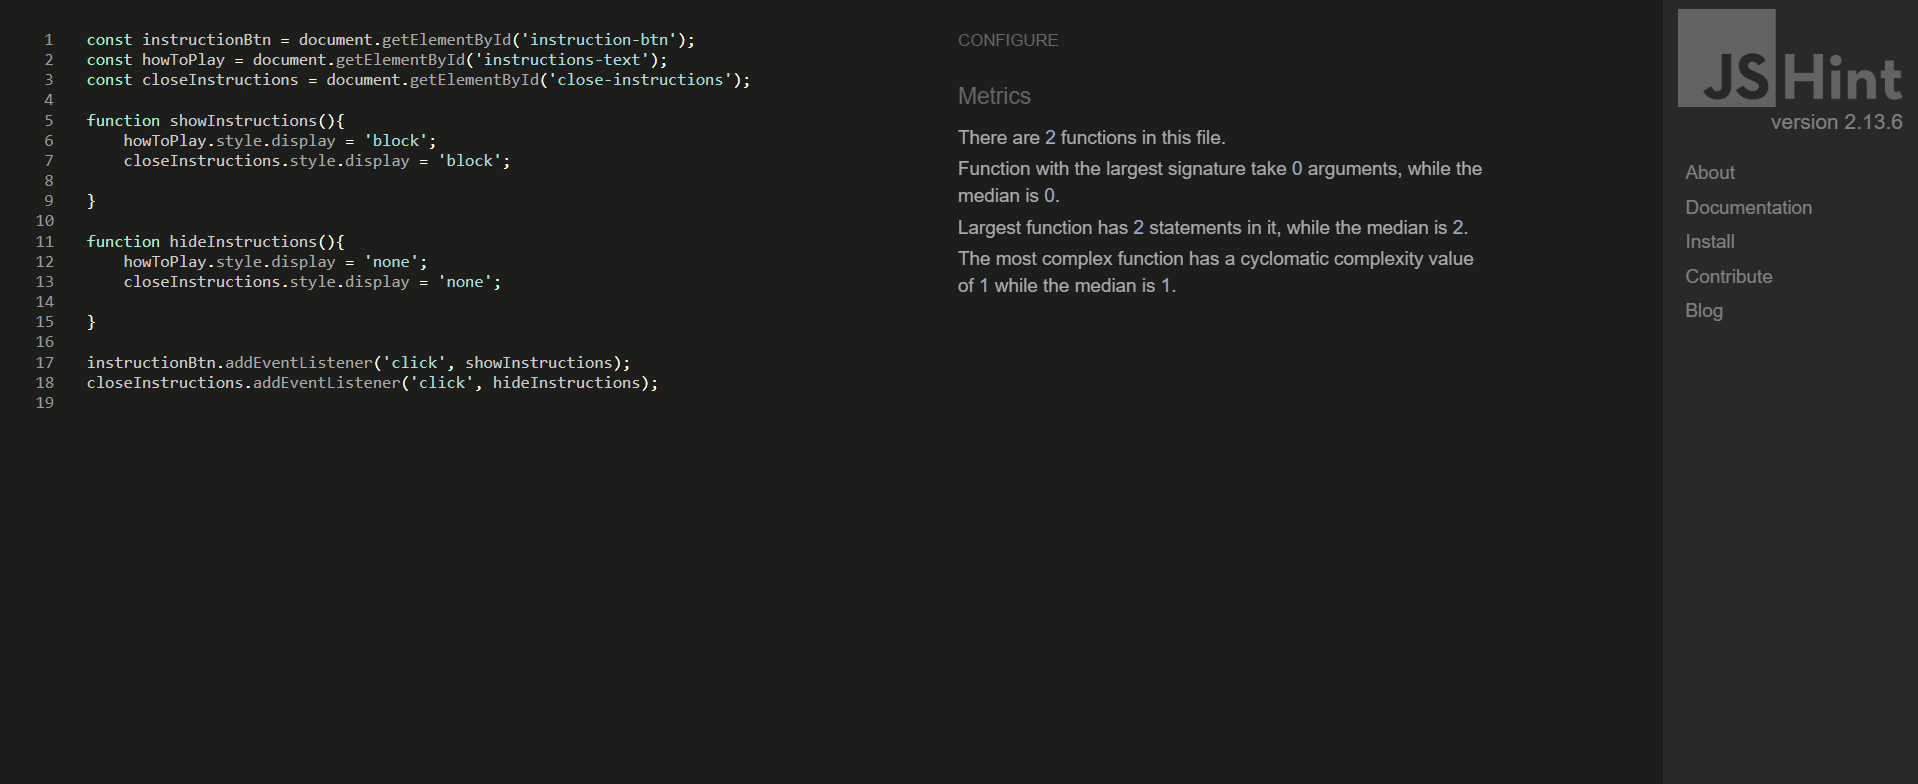 1 const instructionBtn = document.getElementById('instruction-btn');
2 const howToPlay = document.getElementById('instructions-text');
3 const closeInstructions = document.getElementById('close-instructions');
4
5 function showInstructions(){
6 howToPlay.style.display = 'block';
7 closeInstructions.style.display = 'block';
8
9 }
10
11 function hideInstructions(){
12 howToPlay.style.display = 'none';
13 closeInstructions.style.display = 'none';
14
15 }
16
17 instructionBtn.addEventListener('click', showInstructions);
18 closeInstructions.addEventListener('click', hideInstructions);
19
CONFIGURE
Metrics
There are 2 functions in this file.
Function with the largest signature take 0 arguments, while the
median is 0.
Largest function has 2 statements in it, while the median is 2.
The most complex function has a cyclomatic complexity value
of 1 while the median is 1.
JSHint
version 2.13.6
About
Documentation
Install
Contribute
Blog